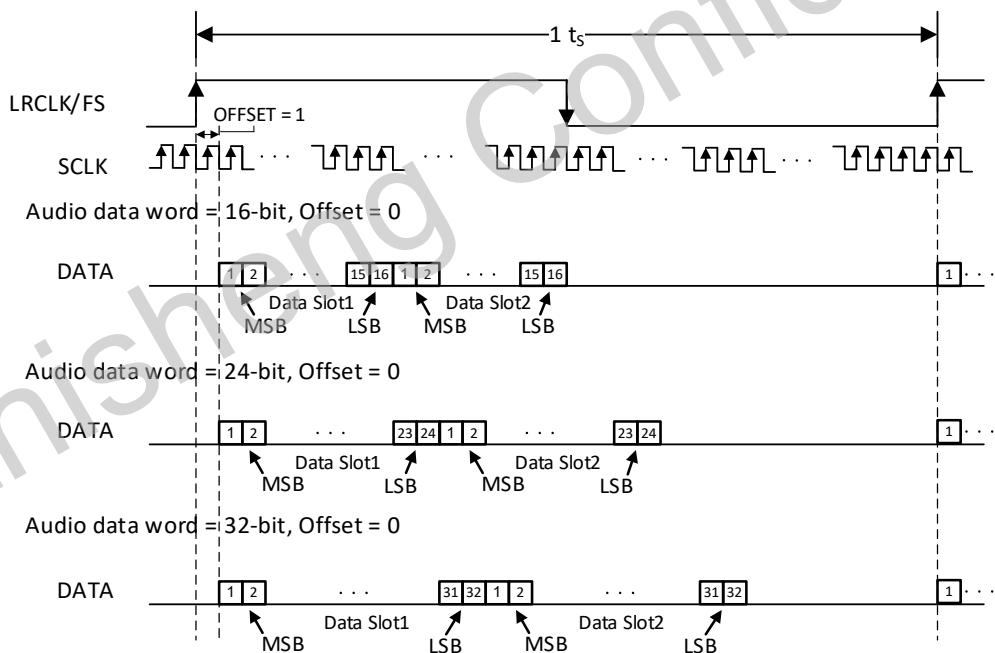 1 tS
LRCLK/FS
OFFSET = 1
SCLK
Audio data word = 16-bit, Offset = 0
DATA 1 2 · · · 15 16 1 2 · · · 15 16 1 · · ·
Data Slot1 Data Slot2
MSB LSB MSB LSB
Audio data word = 24-bit, Offset = 0
DATA 1 2 · · · 23 24 1 2 · · · 23 24 1 · · ·
Data Slot1 Data Slot2
MSB LSB MSB LSB
Audio data word = 32-bit, Offset = 0
DATA 1 2 · · · 31 32 1 2 · · · 31 32 1 · · ·
Data Slot1 Data Slot2
MSB LSB MSB LSB